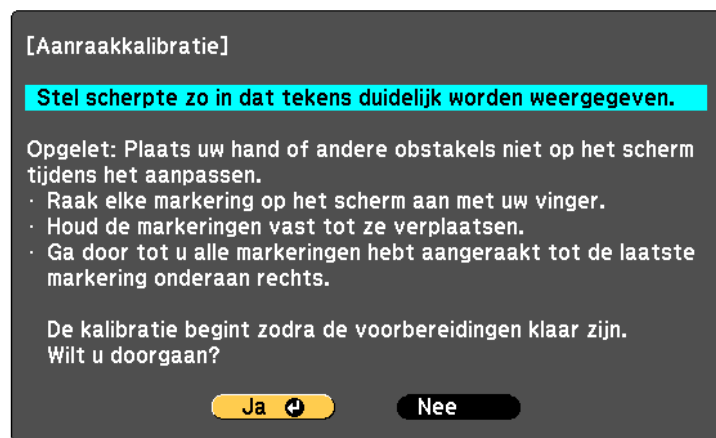 [Aanraakkalibratie]
Stel scherpte zo in dat tekens duidelijk worden weergegeven.
Opgelet: Plaats uw hand of andere obstakels niet op het scherm
tijdens het aanpassen.
· Raak elke markering op het scherm aan met uw vinger.
· Houd de markeringen vast tot ze verplaatsen.
· Ga door tot u alle markeringen hebt aangeraakt tot de laatste
markering onderaan rechts.
De kalibratie begint zodra de voorbereidingen klaar zijn.
Wilt u doorgaan?
Ja Nee